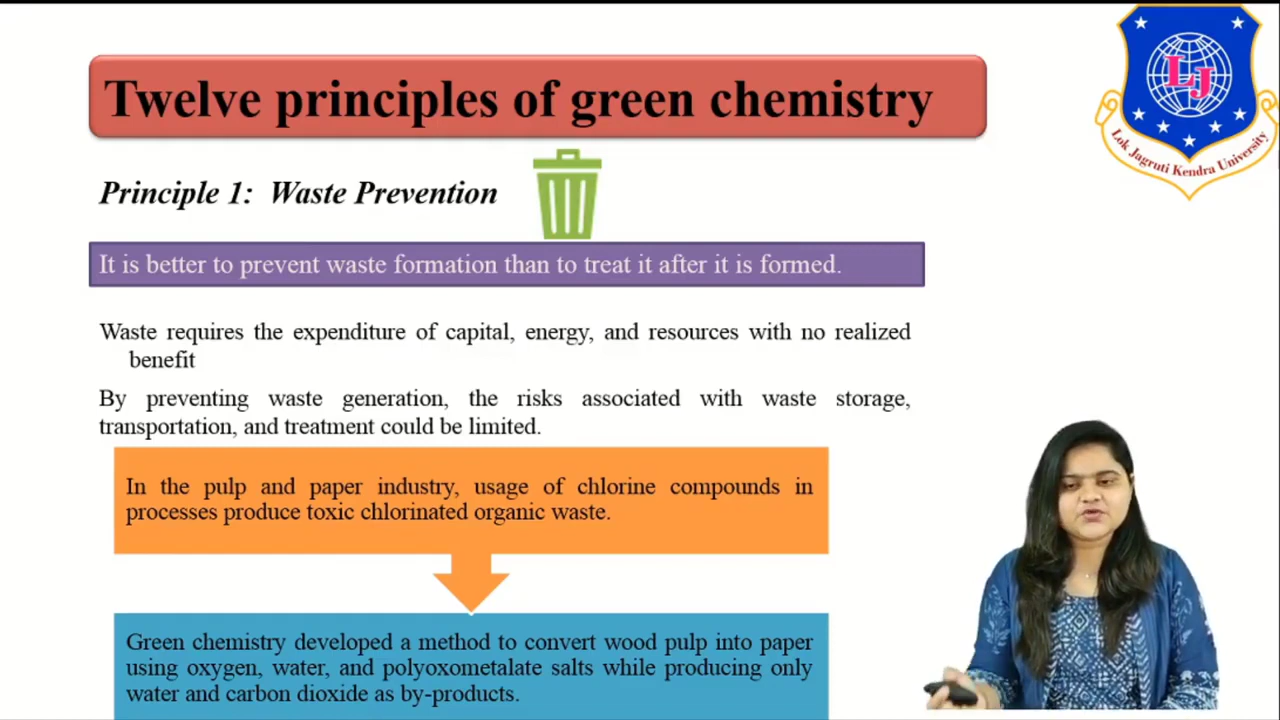 Twelve principles of green chemistry
Principle 1: Waste Prevention
It is better to prevent waste formation than to treat it after it is formed.
Waste requires the expenditure of capital, energy, and resources with no realized
benefit
By preventing waste generation, the risks associated with waste storage,
transportation, and treatment could be limited.
In the pulp and paper industry, usage of chlorine compounds in
processes produce toxic chlorinated organic waste.
Green chemistry developed a method to convert wood pulp into paper
using oxygen, water, and polyoxometalate salts while producing only
water and carbon dioxide as by-products.
LJ
Lok Jagruti Kendra University